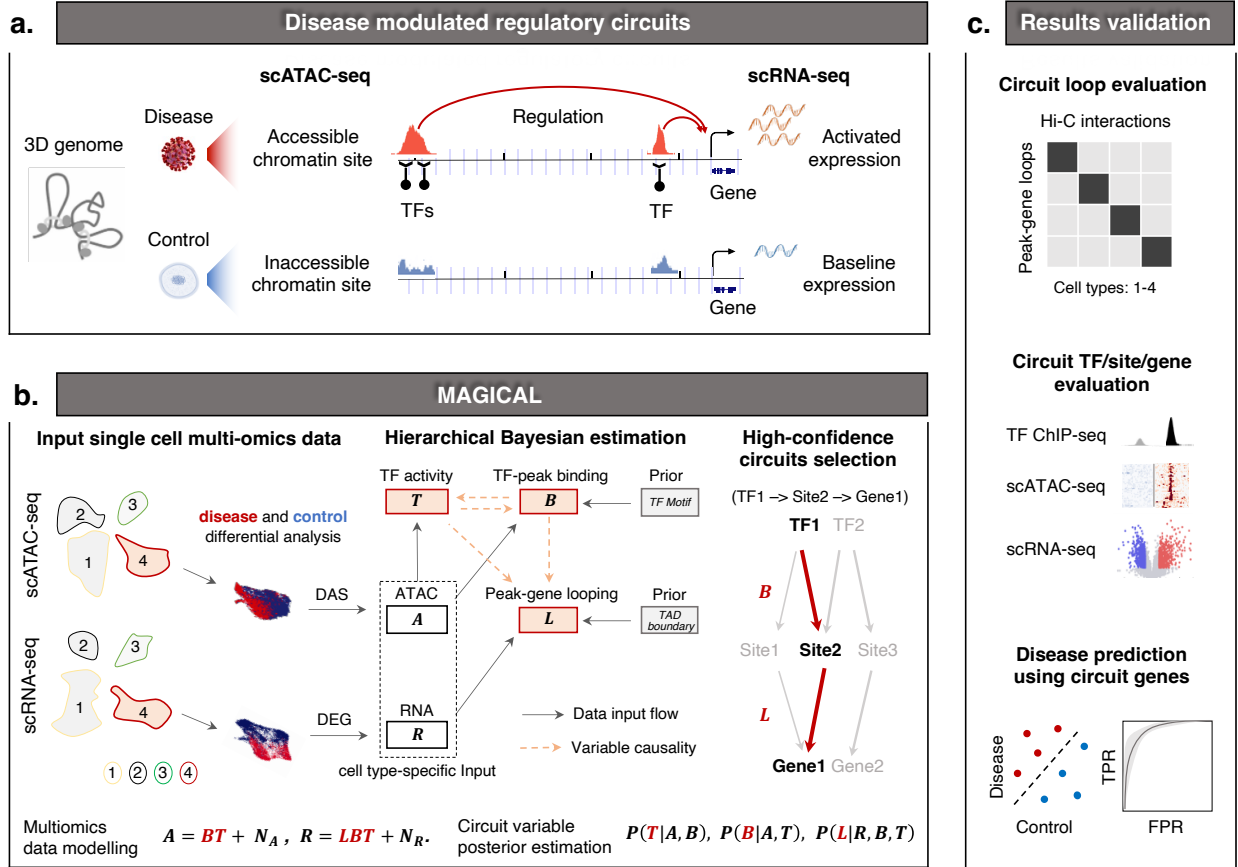 a.
Disease modulated regulatory circuits
scATAC-seq
scRNA-seq
3D genome
Disease
Accessible
chromatin site
Regulation
TFs
TF
Gene
Activated
expression
Control
Inaccessible
chromatin site
Gene
Baseline
expression
b.
MAGICAL
Input single cell multi-omics data
Hierarchical Bayesian estimation
High-confidence
circuits selection
scATAC-seq
2
3
1
4
disease and control
differential analysis
DAS
scRNA-seq
2
3
1
4
DEG
1 2 3 4
TF activity
T
TF-peak binding
B
Prior
TF Motif
ATAC
A
Peak-gene looping
L
Prior
TAD
boundary
RNA
R
cell type-specific Input
Data input flow
Variable causality
(TF1 -> Site2 -> Gene1)
TF1 TF2
B
Site1 Site2 Site3
L
Gene1 Gene2
Multiomics
data modelling
A = BT + N_A , R = LBT + N_R.
Circuit variable
posterior estimation
P(T|A, B), P(B|A, T), P(L|R, B, T)
c.
Results validation
Circuit loop evaluation
Hi-C interactions
Peak-gene loops
Cell types: 1-4
Circuit TF/site/gene
evaluation
TF ChIP-seq
scATAC-seq
scRNA-seq
Disease prediction
using circuit genes
Disease
Control
TPR
FPR